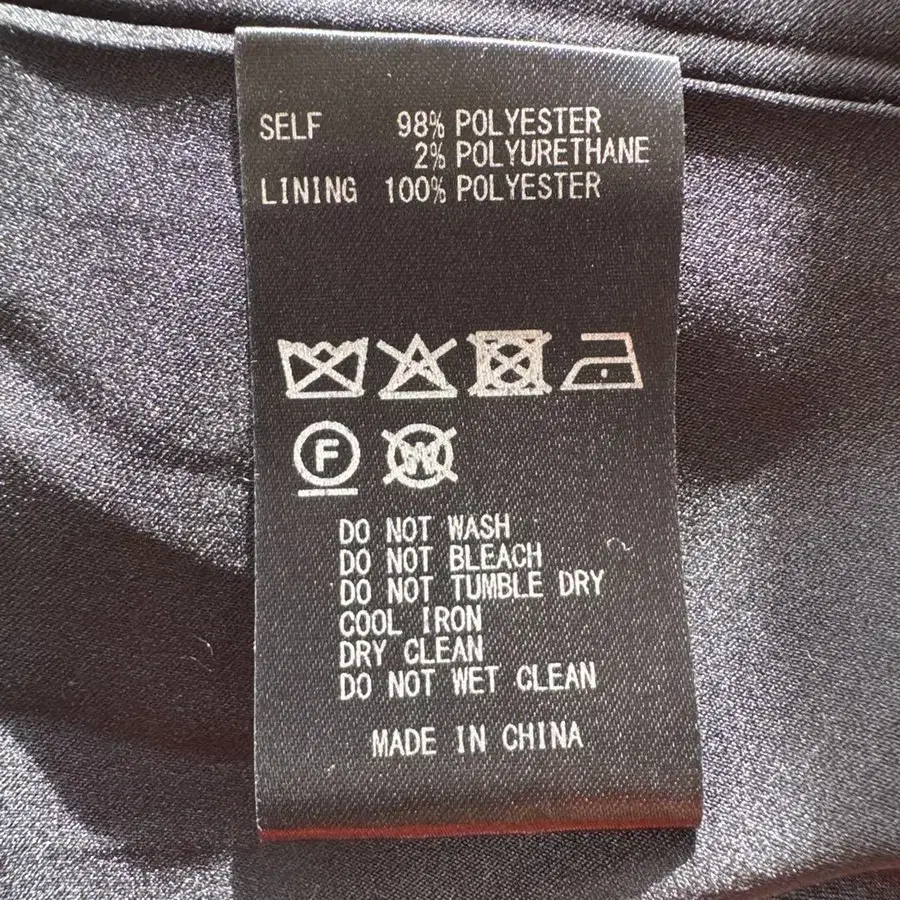 SELF 98% POLYESTER
2% POLYURETHANE
LINING 100% POLYESTER
F W
DO NOT WASH
DO NOT BLEACH
DO NOT TUMBLE DRY
COOL IRON
DRY CLEAN
DO NOT WET CLEAN
MADE IN CHINA